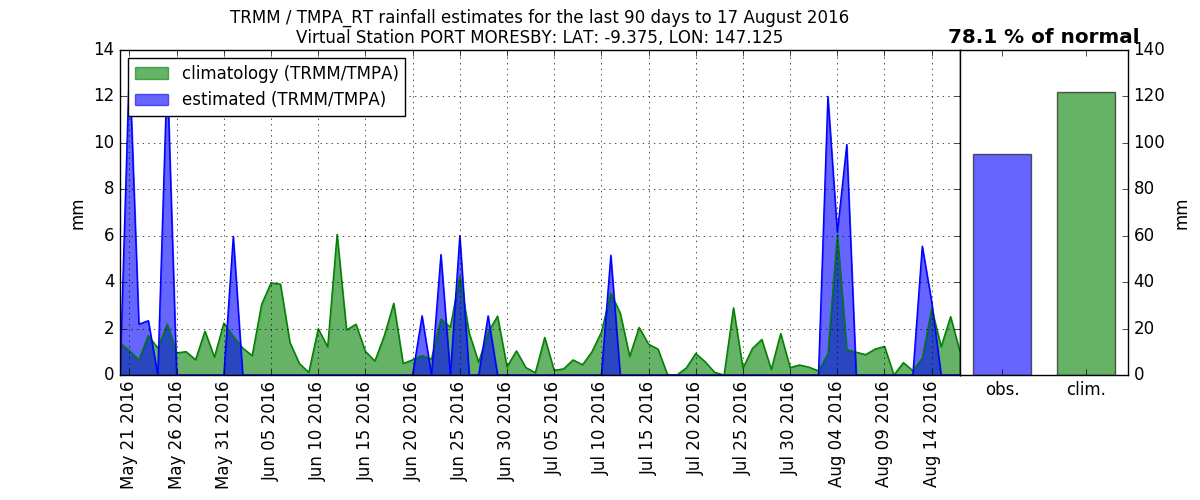 TRMM / TMPA_RT rainfall estimates for the last 90 days to 17 August 2016
Virtual Station PORT MORESBY: LAT: -9.375, LON: 147.125
78.1 % of normal
climatology (TRMM/TMPA)
estimated (TRMM/TMPA)
14
12
10
8
6
4
2
0
mm
May 21 2016
May 26 2016
May 31 2016
Jun 05 2016
Jun 10 2016
Jun 15 2016
Jun 20 2016
Jun 25 2016
Jun 30 2016
Jul 05 2016
Jul 10 2016
Jul 15 2016
Jul 20 2016
Jul 25 2016
Jul 30 2016
Aug 04 2016
Aug 09 2016
Aug 14 2016
obs.
clim.
140
120
100
80
60
40
20
0
mm